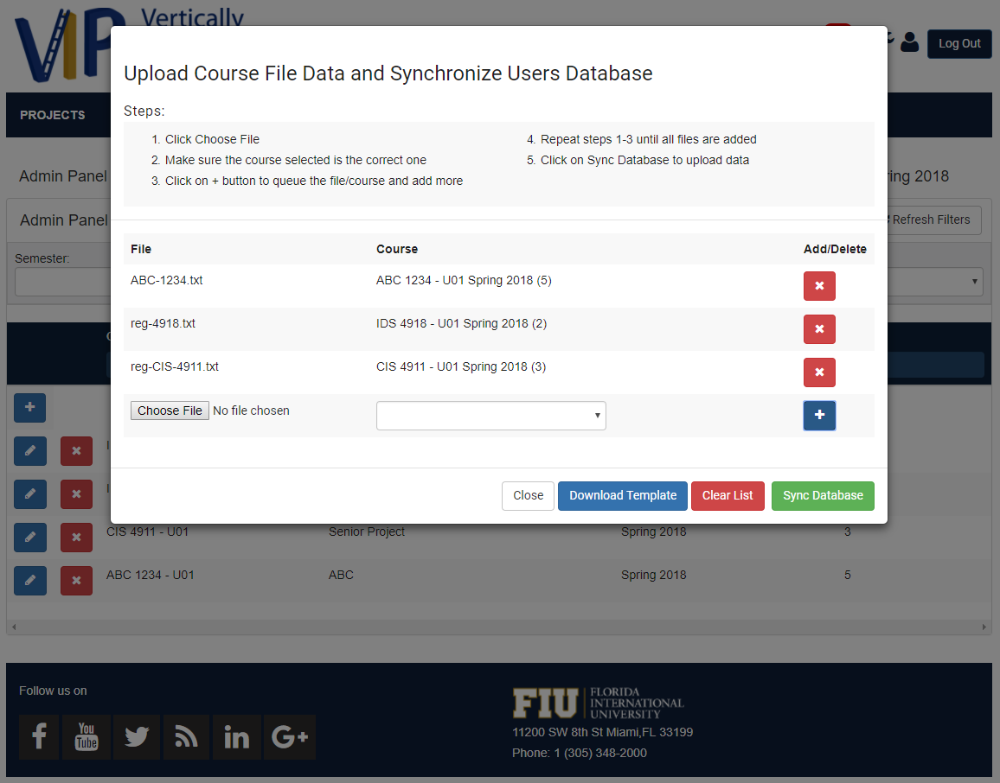 VIP Vertically
Log Out
PROJECTS
Admin Panel
2018
Admin Panel
Refresh Filters
Semester:
Upload Course File Data and Synchronize Users Database
Steps:
1. Click Choose File
2. Make sure the course selected is the correct one
3. Click on + button to queue the file/course and add more
4. Repeat steps 1-3 until all files are added
5. Click on Sync Database to upload data
File Course Add/Delete
ABC-1234.txt ABC 1234 - U01 Spring 2018 (5)
reg-4918.txt IDS 4918 - U01 Spring 2018 (2)
reg-CIS-4911.txt CIS 4911 - U01 Spring 2018 (3)
Choose File No file chosen
Close Download Template Clear List Sync Database
CIS 4911 - U01 Senior Project Spring 2018 3
ABC 1234 - U01 ABC Spring 2018 5
Follow us on
You
Tube
in
G+
FIU
FLORIDA
INTERNATIONAL
UNIVERSITY
11200 SW 8th St Miami,FL 33199
Phone: 1 (305) 348-2000